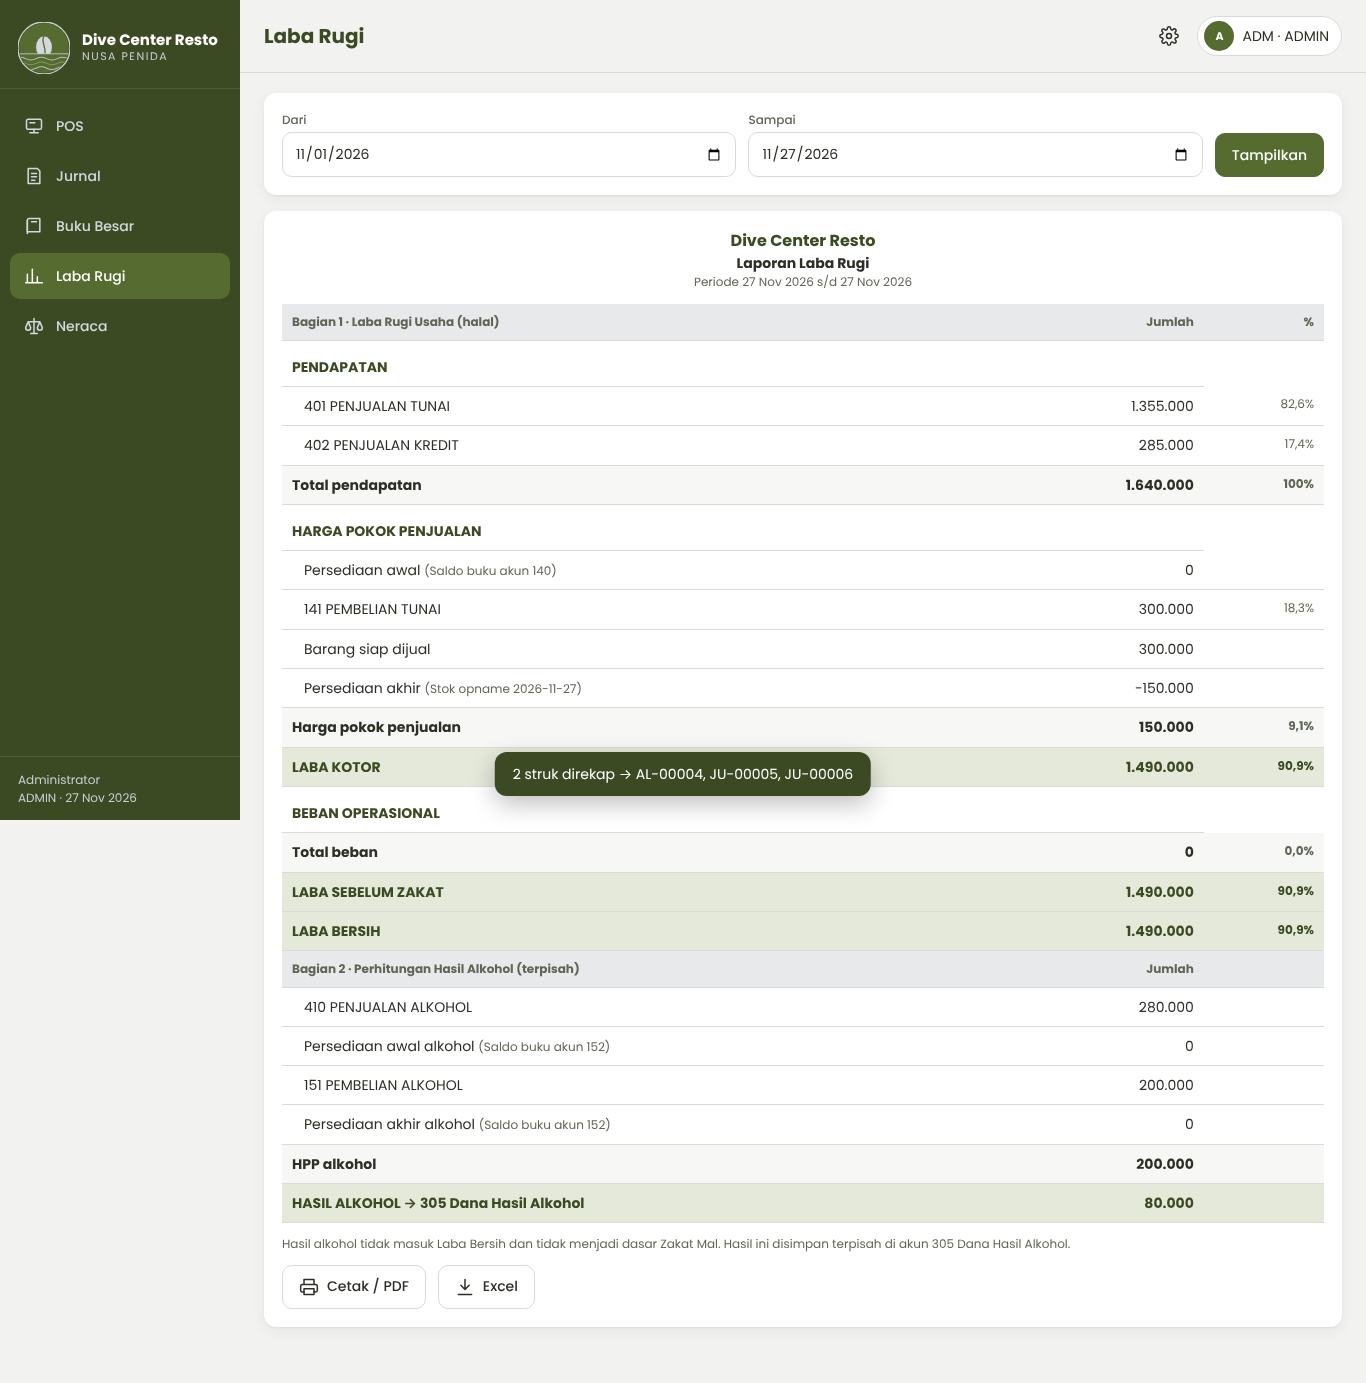 Dive Center Resto
NUSA PENIDA
POS
Jurnal
Buku Besar
Laba Rugi
Neraca
Administrator
ADMIN · 27 Nov 2026
Laba Rugi
A ADM · ADMIN
Dari
11/01/2026
Sampai
11/27/2026
Tampilkan
Dive Center Resto
Laporan Laba Rugi
Periode 27 Nov 2026 s/d 27 Nov 2026
Bagian 1 · Laba Rugi Usaha (halal) Jumlah %
PENDAPATAN
401 PENJUALAN TUNAI 1.355.000 82,6%
402 PENJUALAN KREDIT 285.000 17,4%
Total pendapatan 1.640.000 100%
HARGA POKOK PENJUALAN
Persediaan awal (Saldo buku akun 140) 0
141 PEMBELIAN TUNAI 300.000 18,3%
Barang siap dijual 300.000
Persediaan akhir (Stok opname 2026-11-27) -150.000
Harga pokok penjualan 150.000 9,1%
LABA KOTOR 1.490.000 90,9%
2 struk direkap → AL-00004, JU-00005, JU-00006
BEBAN OPERASIONAL
Total beban 0 0,0%
LABA SEBELUM ZAKAT 1.490.000 90,9%
LABA BERSIH 1.490.000 90,9%
Bagian 2 · Perhitungan Hasil Alkohol (terpisah) Jumlah
410 PENJUALAN ALKOHOL 280.000
Persediaan awal alkohol (Saldo buku akun 152) 0
151 PEMBELIAN ALKOHOL 200.000
Persediaan akhir alkohol (Saldo buku akun 152) 0
HPP alkohol 200.000
HASIL ALKOHOL → 305 Dana Hasil Alkohol 80.000
Hasil alkohol tidak masuk Laba Bersih dan tidak menjadi dasar Zakat Mal. Hasil ini disimpan terpisah di akun 305 Dana Hasil Alkohol.
Cetak / PDF
Excel